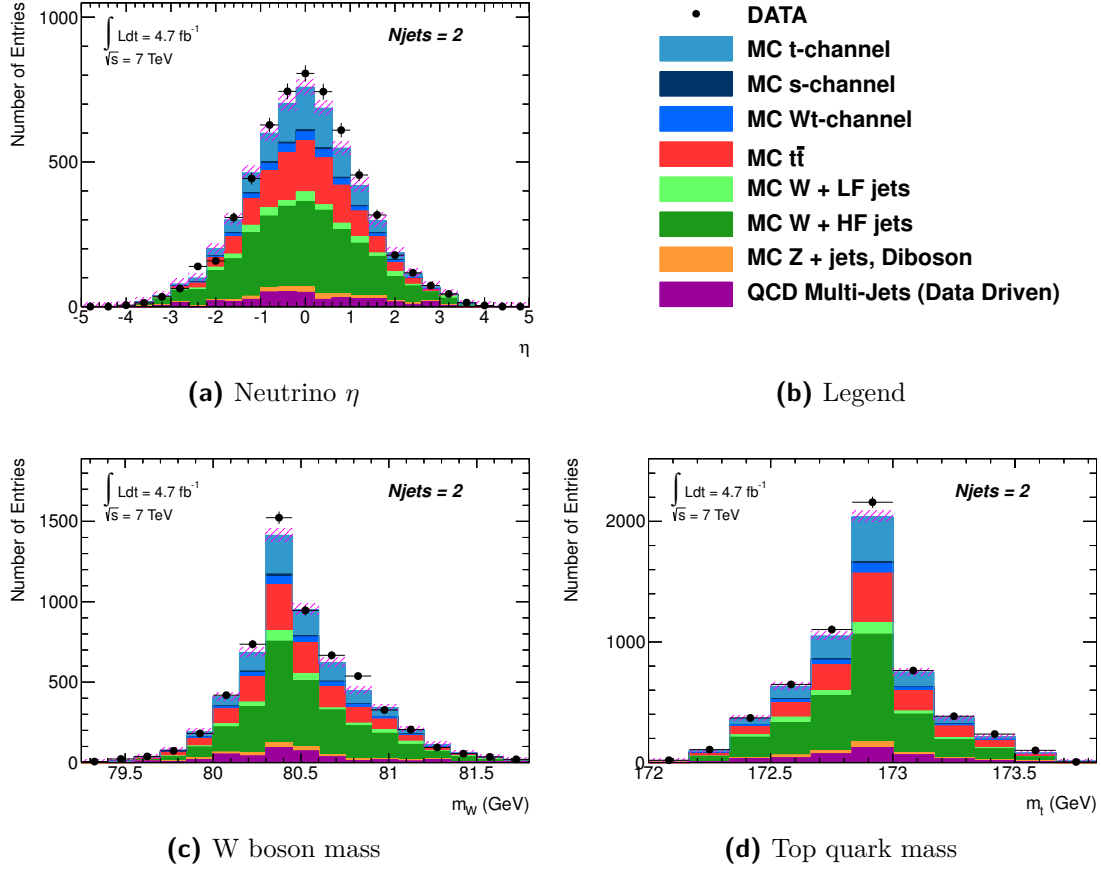 Number of Entries
1000
500
0
∫ Ldt = 4.7 fb⁻¹
√s = 7 TeV
Njets = 2
-5 -4 -3 -2 -1 0 1 2 3 4 5
η
(a) Neutrino η
DATA
MC t-channel
MC s-channel
MC Wt-channel
MC tt̄
MC W + LF jets
MC W + HF jets
MC Z + jets, Diboson
QCD Multi-Jets (Data Driven)
(b) Legend
Number of Entries
1500
1000
500
0
∫ Ldt = 4.7 fb⁻¹
√s = 7 TeV
Njets = 2
79.5 80 80.5 81 81.5
m_W (GeV)
(c) W boson mass
Number of Entries
2000
1000
0
∫ Ldt = 4.7 fb⁻¹
√s = 7 TeV
Njets = 2
172 172.5 173 173.5
m_t (GeV)
(d) Top quark mass